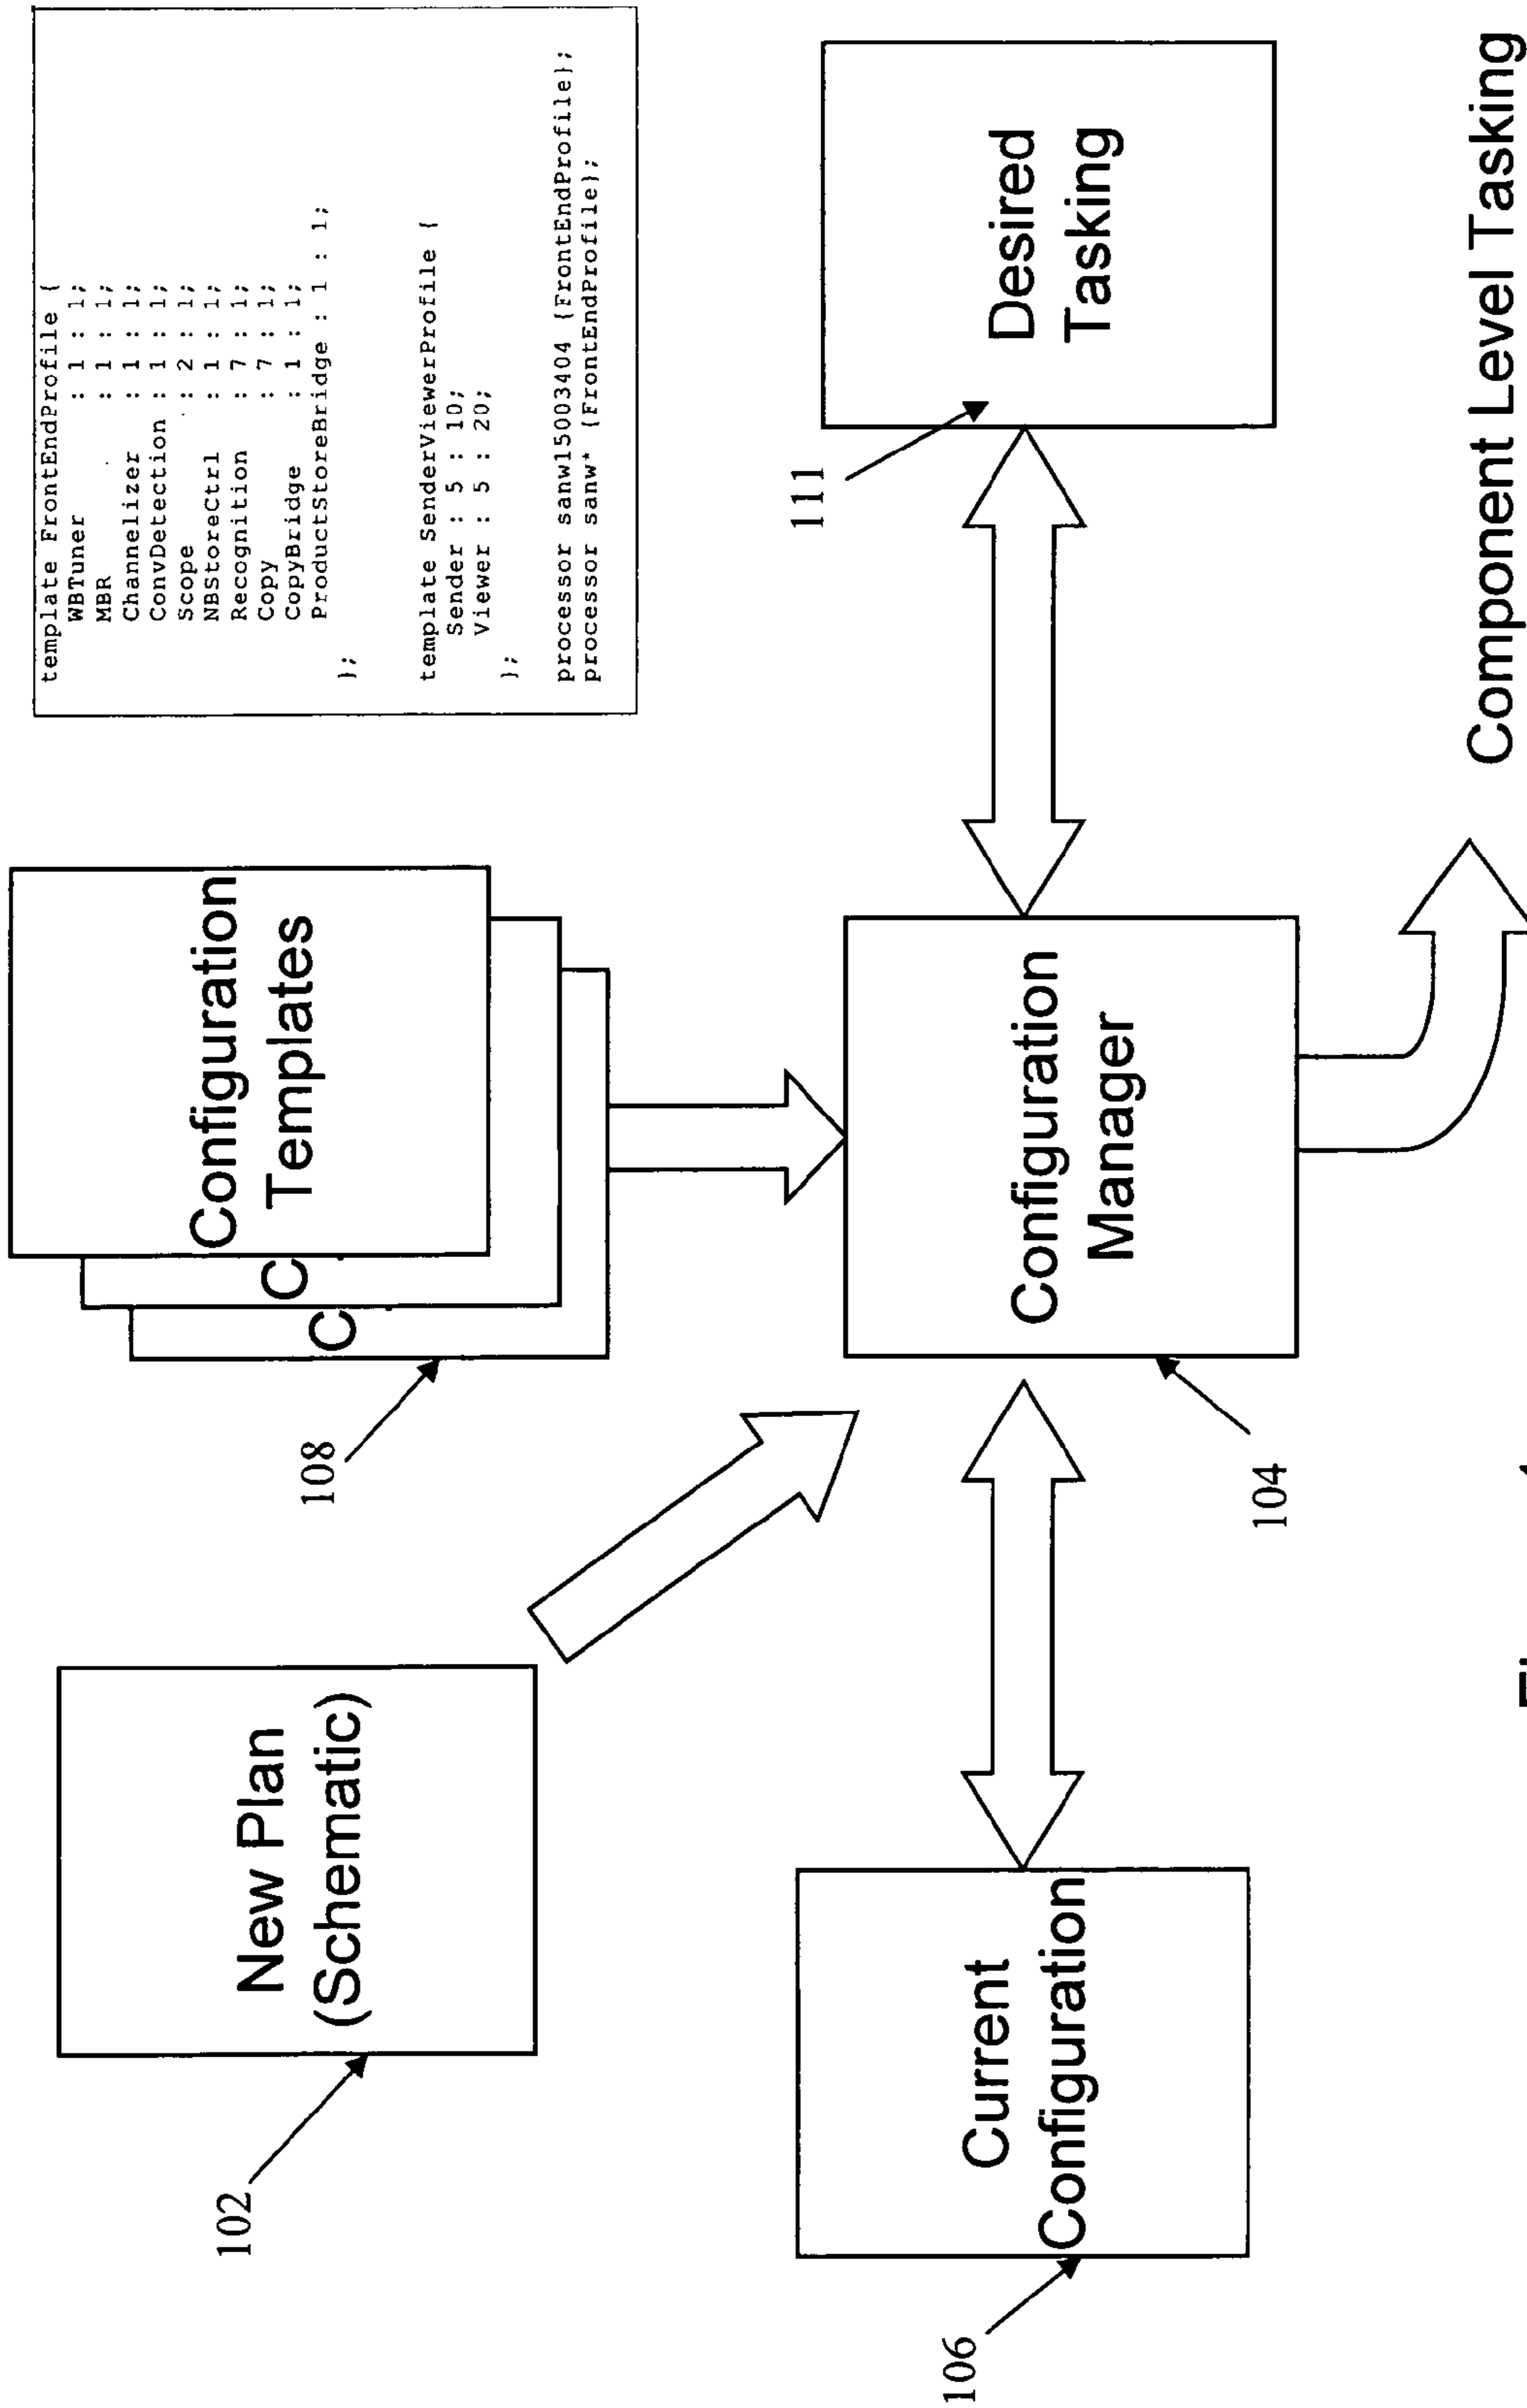 template FrontEndProfile {
WBTuner : 1 : 1;
MBR : 1 : 1;
Channelizer : 1 : 1;
ConvDetection : 1 : 1;
Scope : 2 : 1;
NBStoreCtrl : 1 : 1;
Recognition : 7 : 1;
Copy : 7 : 1;
CopyBridge : 1 : 1;
ProductStoreBridge : 1 : 1;
};
template SenderViewerProfile {
Sender : 5 : 10;
Viewer : 5 : 20;
};
processor sanw15003404 {FrontEndProfile};
processor sanw* {FrontEndProfile};
New Plan
(Schematic)
102
Configuration
Templates
C
C
108
Current
Configuration
106
Configuration
Manager
104
Desired
Tasking
111
Component Level Tasking